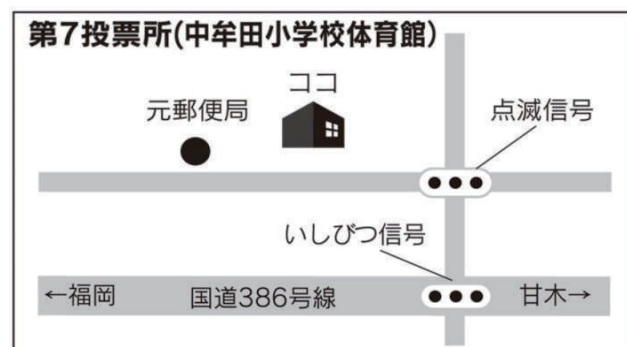 第7投票所(中牟田小学校体育館)
ココ
元郵便局
点滅信号
いしびつ信号
←福岡
国道386号線
甘木→